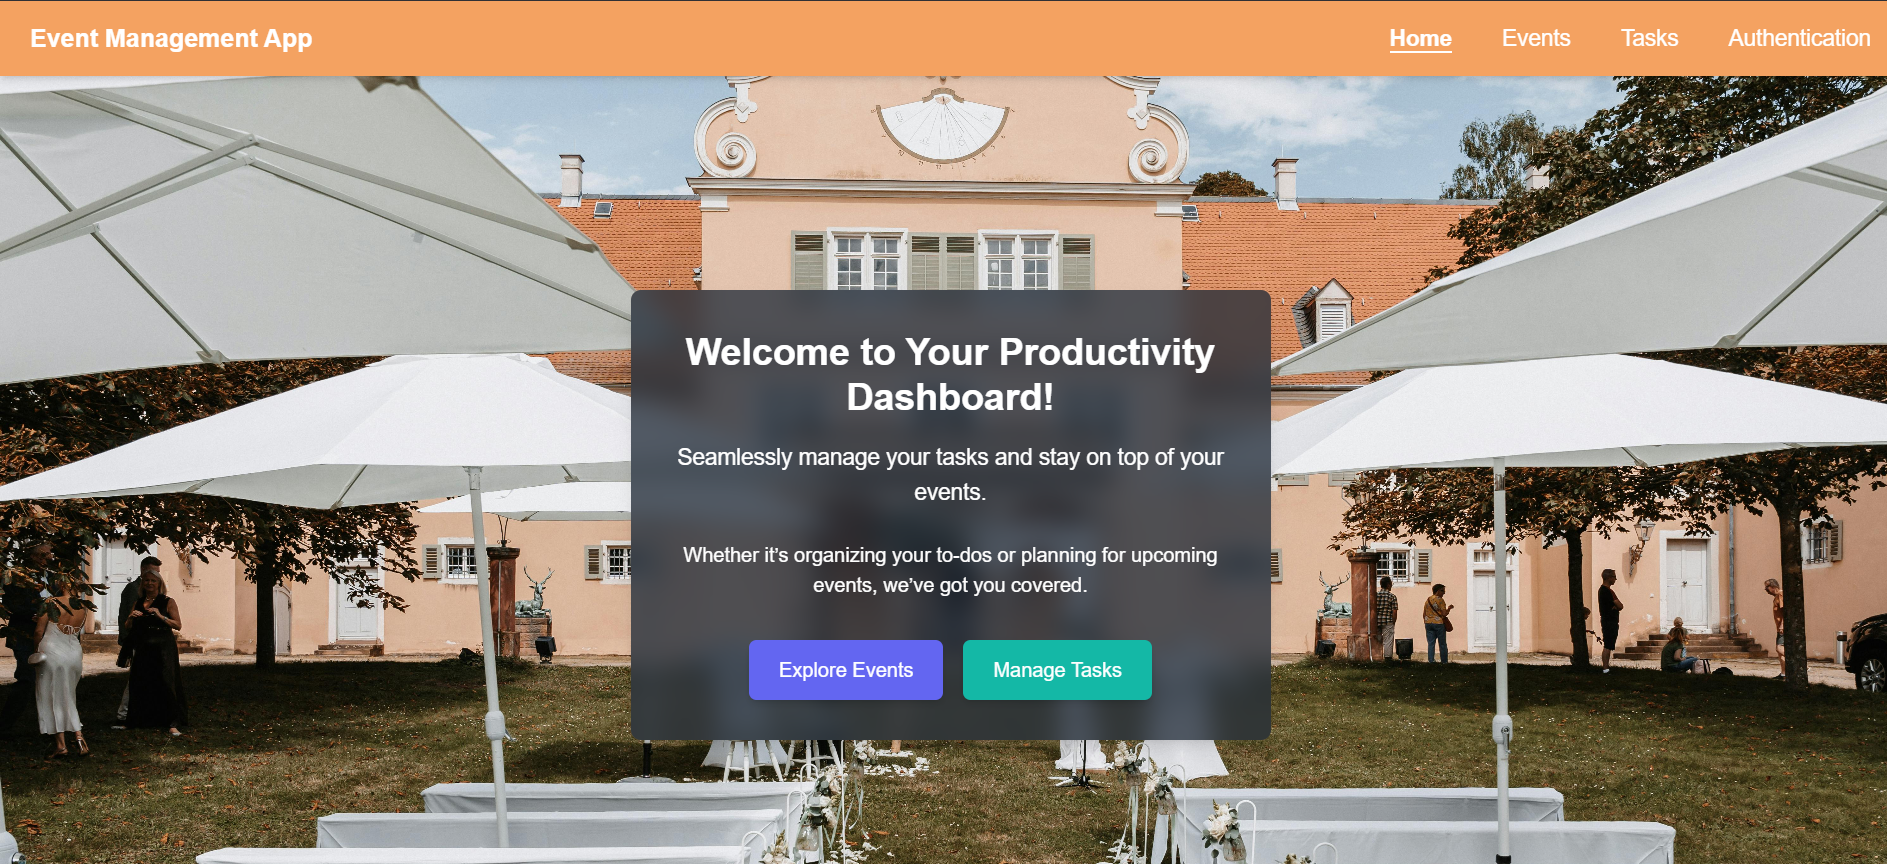 Event Management App
Home Events Tasks Authentication
Welcome to Your Productivity
Dashboard!
Seamlessly manage your tasks and stay on top of your
events.
Whether it’s organizing your to-dos or planning for upcoming
events, we’ve got you covered.
Explore Events Manage Tasks